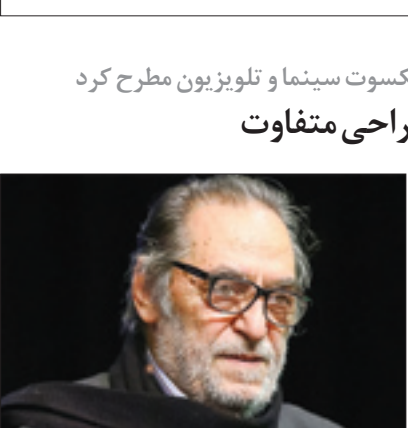 کسوت سینما و تلویزیون مطرح کرد
راحی متفاوت